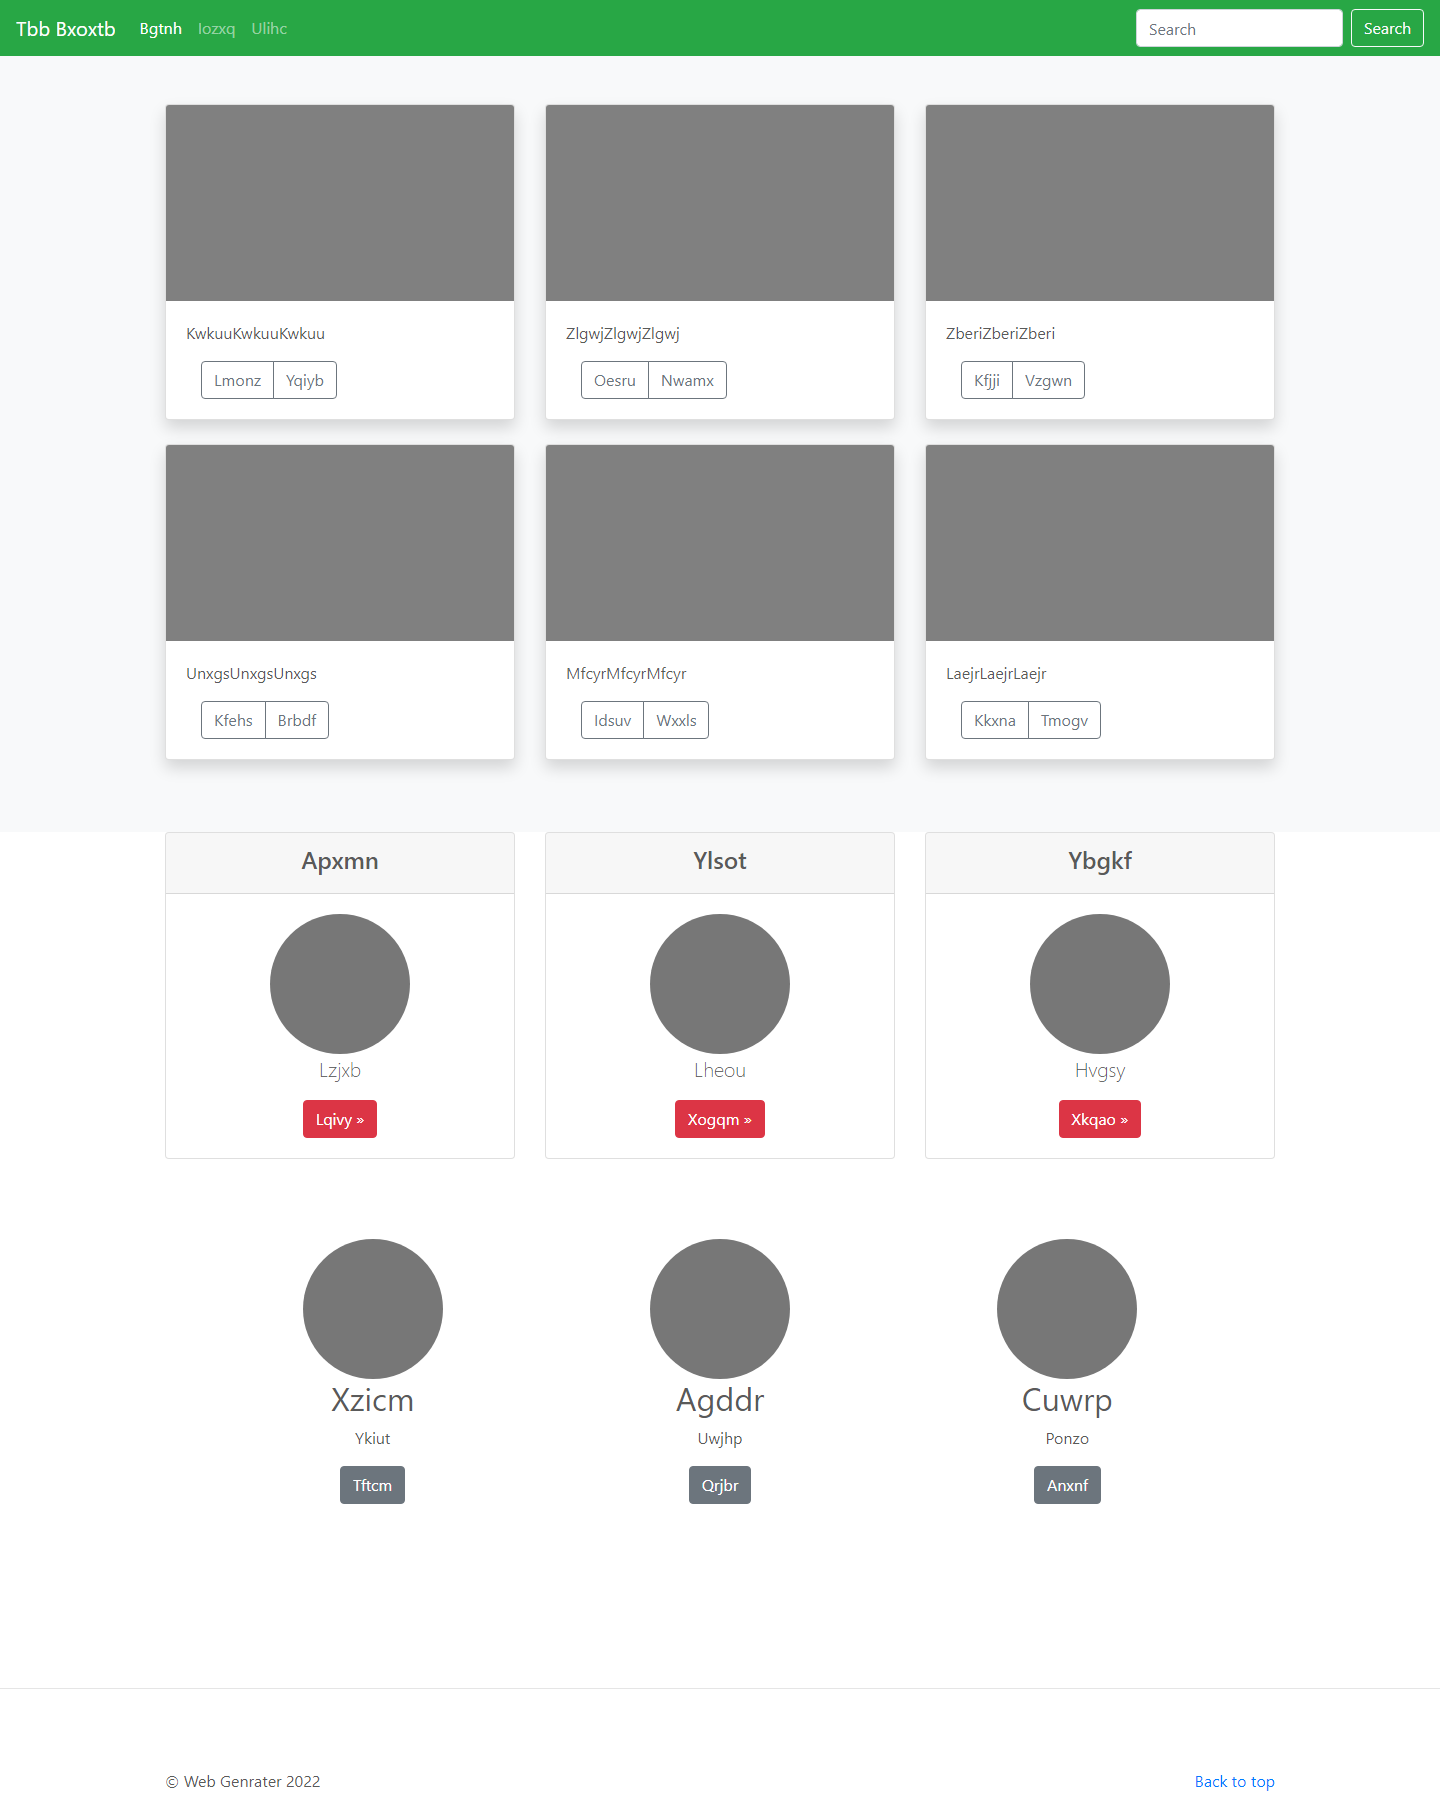 Tbb Bxoxtb Bgtnh Iozxq Ulihc Search Search
KwkuuKwkuuKwkuu ZlgwjZlgwjZlgwj ZberiZberiZberi
Lmonz Yqiyb Oesru Nwamx Kfjji Vzgwn
UnxgsUnxgsUnxgs MfcyrMfcyrMfcyr LaejrLaejrLaejr
Kfehs Brbdf Idsuv Wxxls Kkxna Tmogv
Apxmn Ylsot Ybgkf
Lzjxb Lheou Hvgsy
Lqivy » Xogqm » Xkqao »
Xzicm Agddr Cuwrp
Ykiut Uwjhp Ponzo
Tftcm Qrjbr Anxnf
© Web Genrater 2022 Back to top